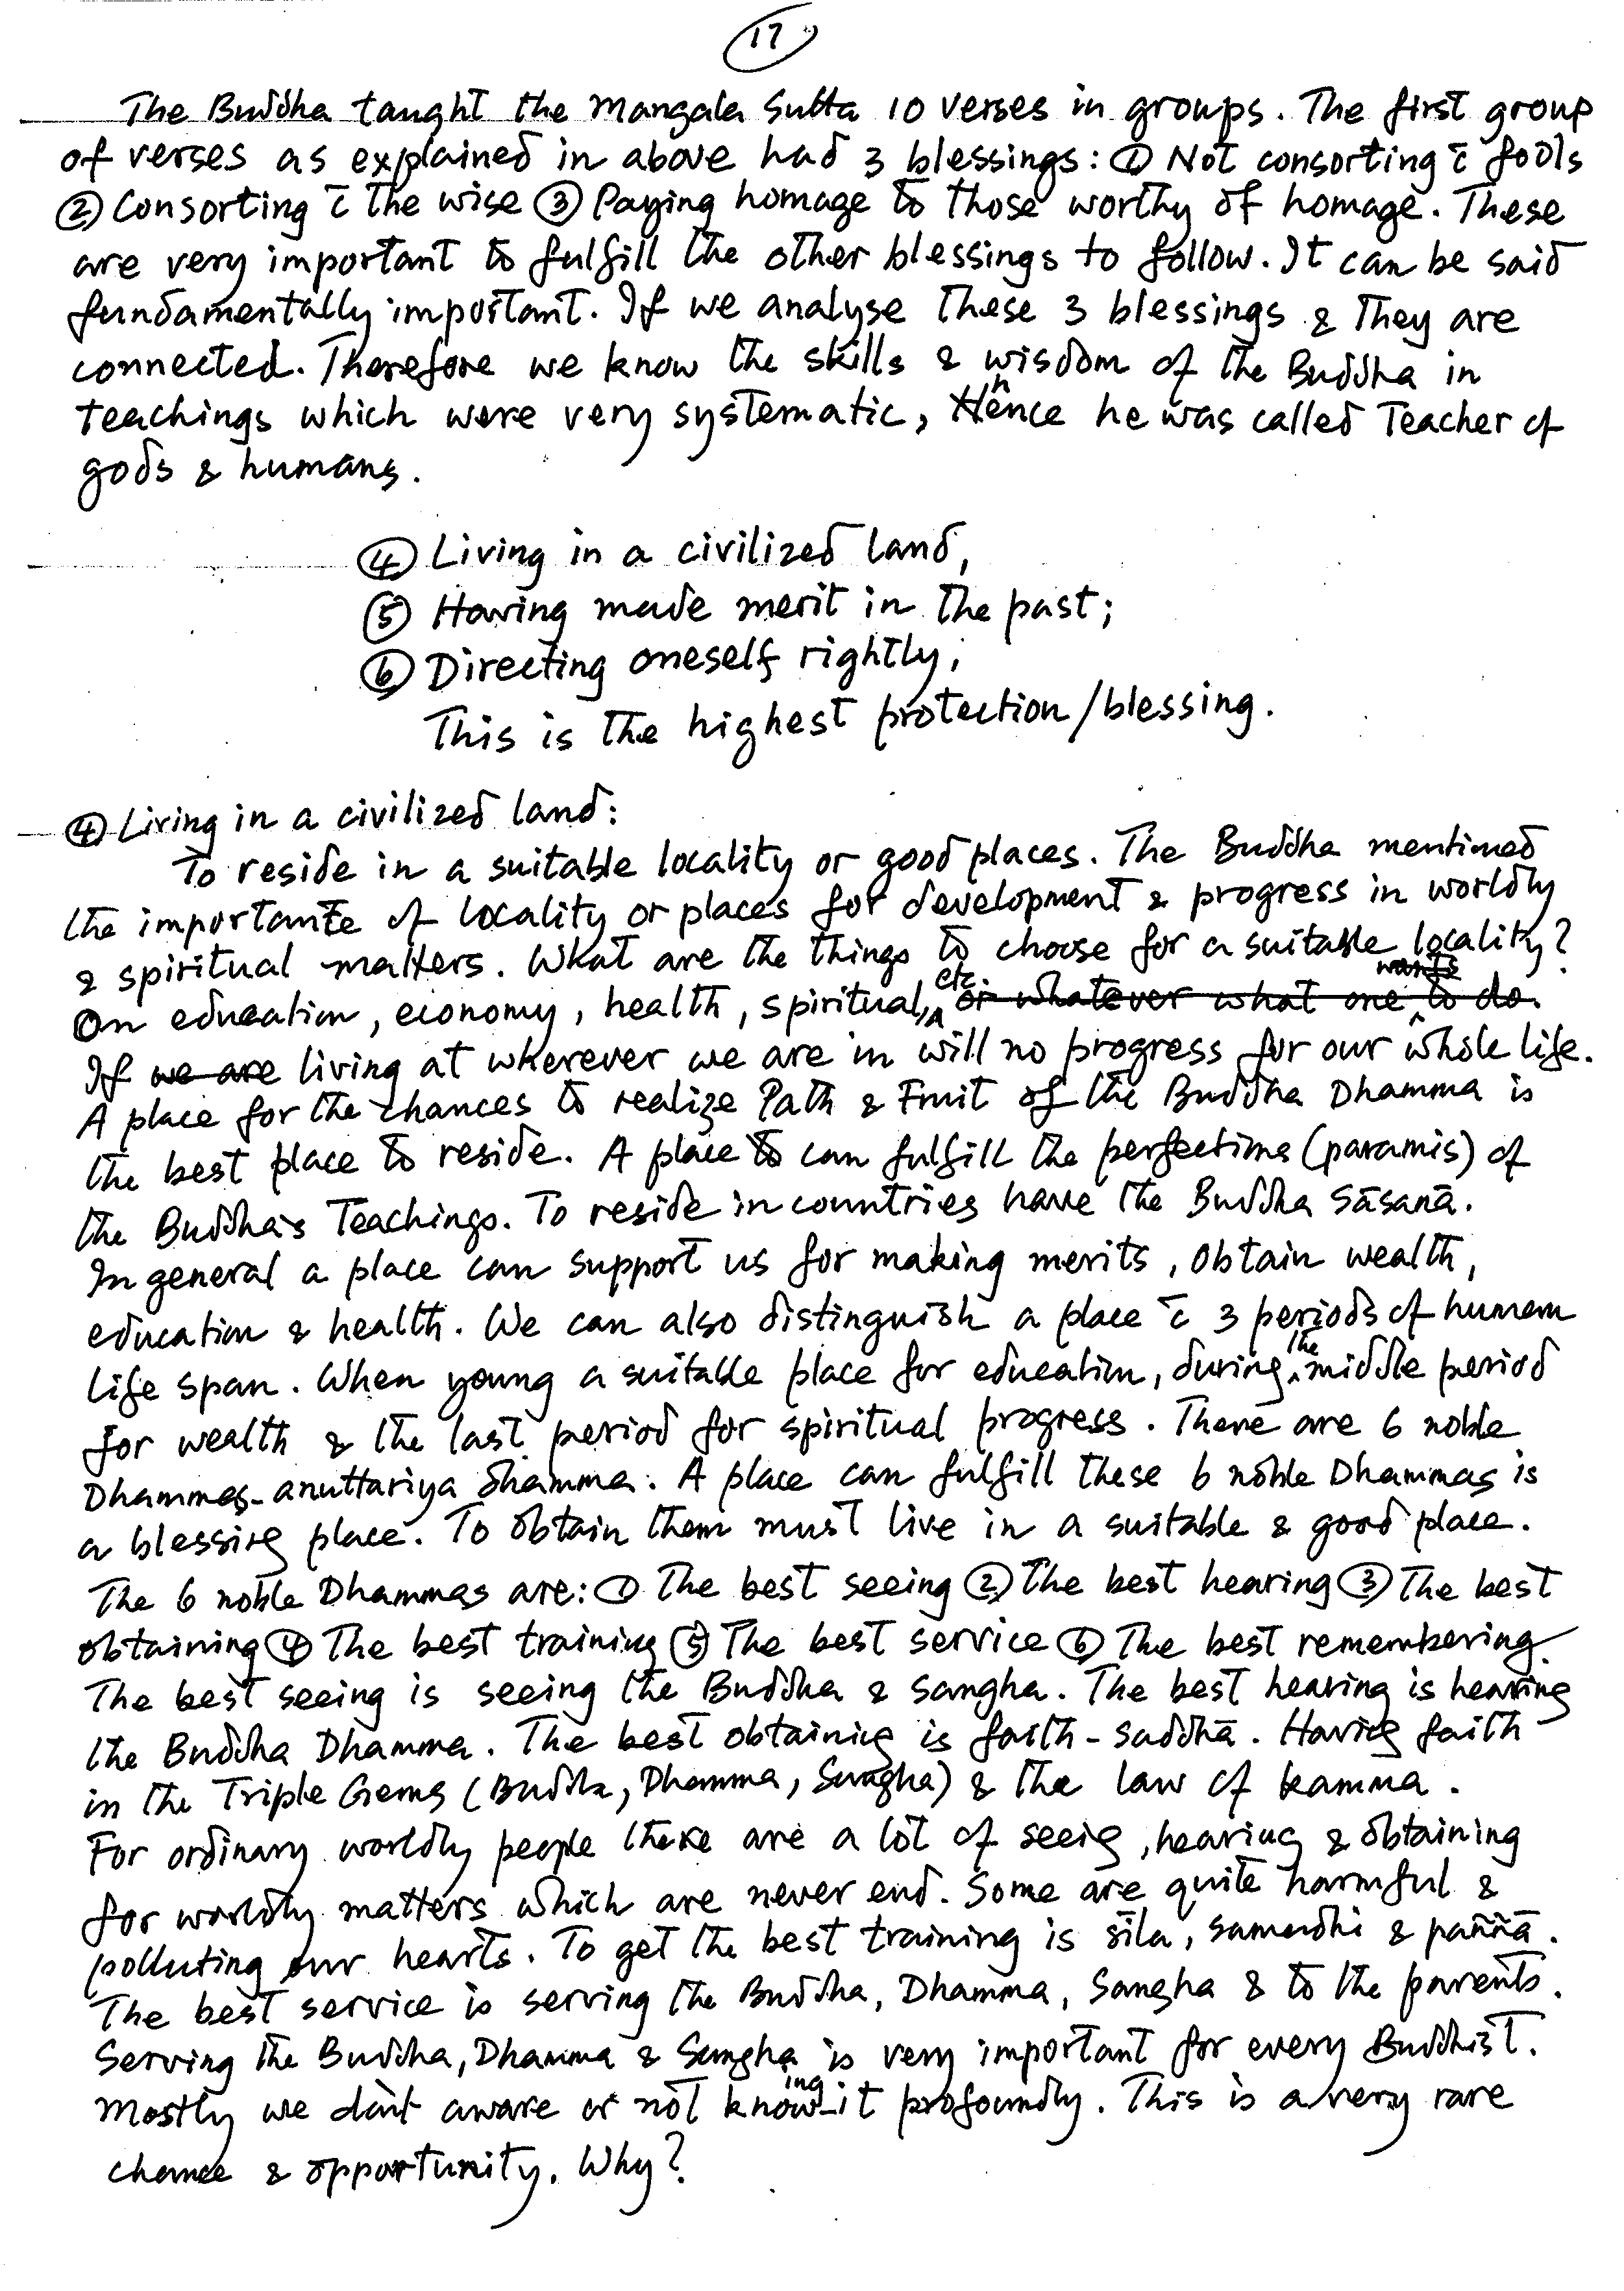 17
The Buddha taught the Mangala Sutta 10 verses in groups. The first group
of verses as explained in above had 3 blessings: ① Not consorting c̄ fools
② Consorting c̄ the wise ③ Paying homage to those worthy of homage. These
are very important to fulfill the other blessings to follow. It can be said
fundamentally important. If we analyse these 3 blessings & they are
connected. Therefore we know the skills & wisdom of the Buddha in
teachings which were very systematic, hence he was called Teacher of
gods & humans.
④ Living in a civilized land,
⑤ Having made merit in the past;
⑥ Directing oneself rightly;
This is the highest protection/blessing.
④ Living in a civilized land:
To reside in a suitable locality or good places. The Buddha mentioned
the importance of locality or places for development & progress in worldly
& spiritual matters. What are the things to choose for a suitable locality?
On education, economy, health, spiritual, etc. or whatever what one wants to do.
If we are living at wherever we are in will no progress for our whole life.
A place for the chances to realize Path & Fruit of the Buddha Dhamma is
the best place to reside. A place to can fulfill the perfections (paramis) of
the Buddha's Teachings. To reside in countries have the Buddha Sāsanā.
In general a place can support us for making merits, obtain wealth,
education & health. We can also distinguish a place c̄ 3 periods of human
life span. When young a suitable place for education, during the middle period
for wealth & the last period for spiritual progress. There are 6 noble
Dhammas - anuttariya dhamma. A place can fulfill these 6 noble Dhammas is
a blessing place. To obtain them must live in a suitable & good place.
The 6 noble Dhammas are: ① The best seeing ② The best hearing ③ The best
obtaining ④ The best training ⑤ The best service ⑥ The best remembering.
The best seeing is seeing the Buddha & Sangha. The best hearing is hearing
the Buddha Dhamma. The best obtaining is faith - saddhā. Having faith
in the Triple Gems (Buddha, Dhamma, Sangha) & the law of kamma.
For ordinary worldly people there are a lot of seeing, hearing & obtaining
for worldly matters which are never end. Some are quite harmful &
polluting our hearts. To get the best training is sīla, samadhi & paññā.
The best service is serving the Buddha, Dhamma, Sangha & to the parents.
Serving the Buddha, Dhamma & Sangha is very important for every Buddhist.
Mostly we don't aware or not knowing it profoundly. This is a very rare
chance & opportunity. Why?